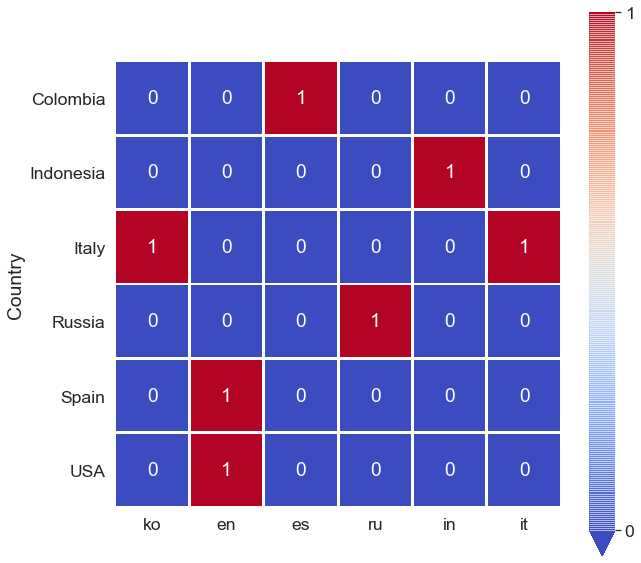 1
Colombia 0 0 1 0 0 0
Indonesia 0 0 0 0 1 0
Italy 1 0 0 0 0 1
Country
Russia 0 0 0 1 0 0
Spain 0 1 0 0 0 0
USA 0 1 0 0 0 0
ko en es ru in it
0